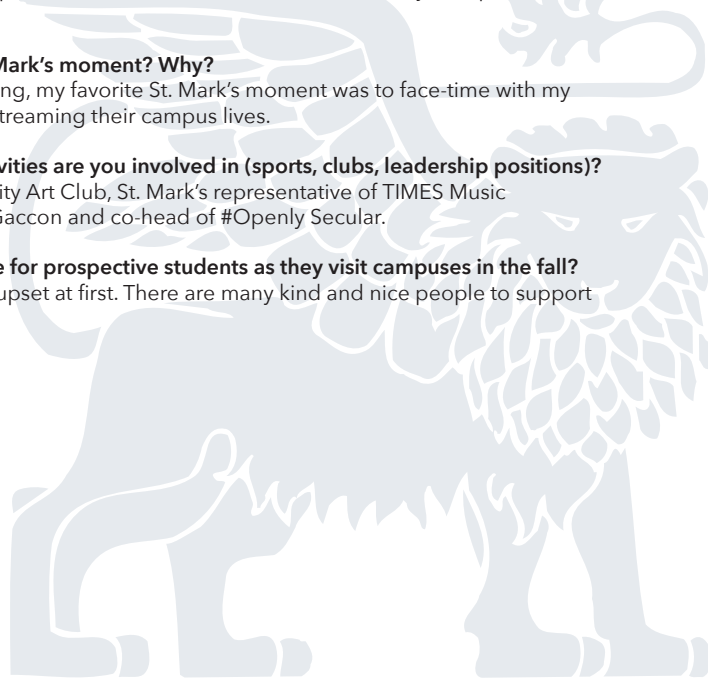 Mark's moment? Why?
ng, my favorite St. Mark's moment was to face-time with my
treaming their campus lives.
vities are you involved in (sports, clubs, leadership positions)?
ity Art Club, St. Mark's representative of TIMES Music
Gaccon and co-head of #Openly Secular.
e for prospective students as they visit campuses in the fall?
upset at first. There are many kind and nice people to support